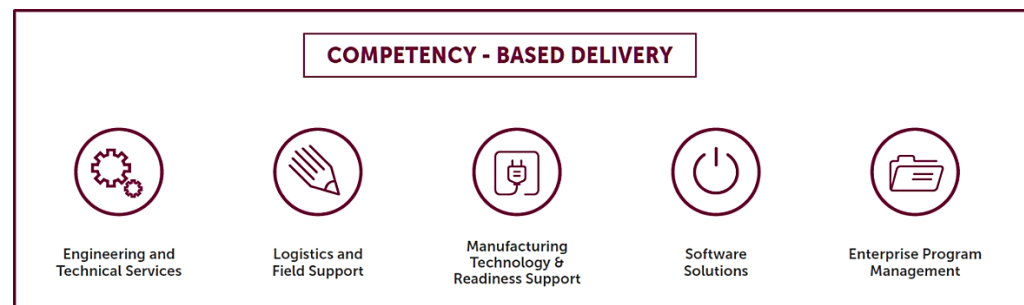 COMPETENCY - BASED DELIVERY
Engineering and
Technical Services
Logistics and
Field Support
Manufacturing
Technology &
Readiness Support
Software
Solutions
Enterprise Program
Management